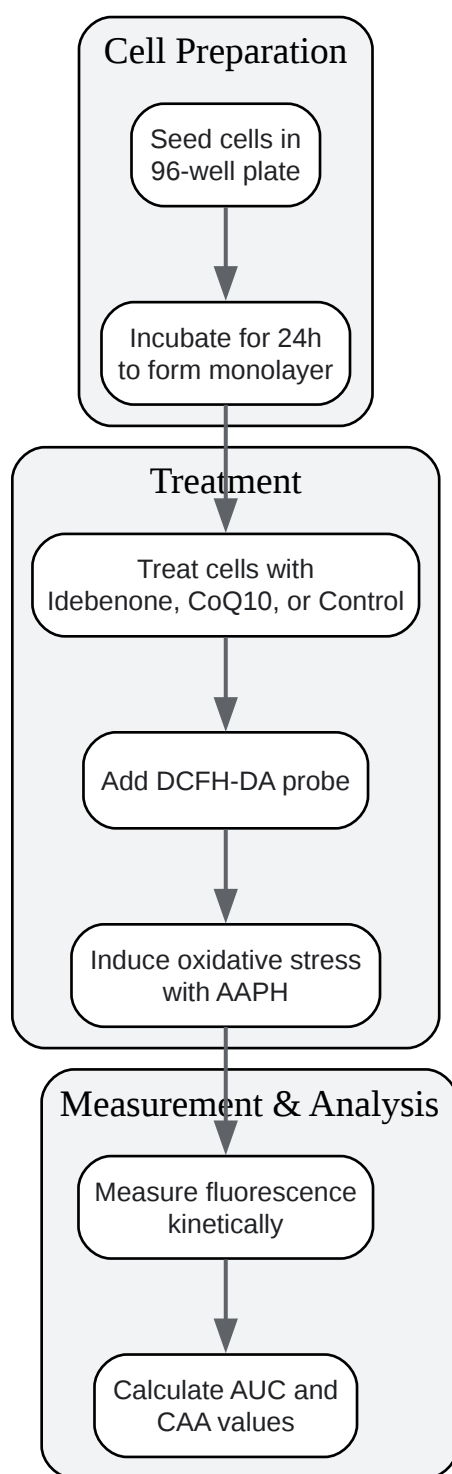 Cell Preparation
Seed cells in
96-well plate
Incubate for 24h
to form monolayer
Treatment
Treat cells with
Idebenone, CoQ10, or Control
Add DCFH-DA probe
Induce oxidative stress
with AAPH
Measurement & Analysis
Measure fluorescence
kinetically
Calculate AUC and
CAA values